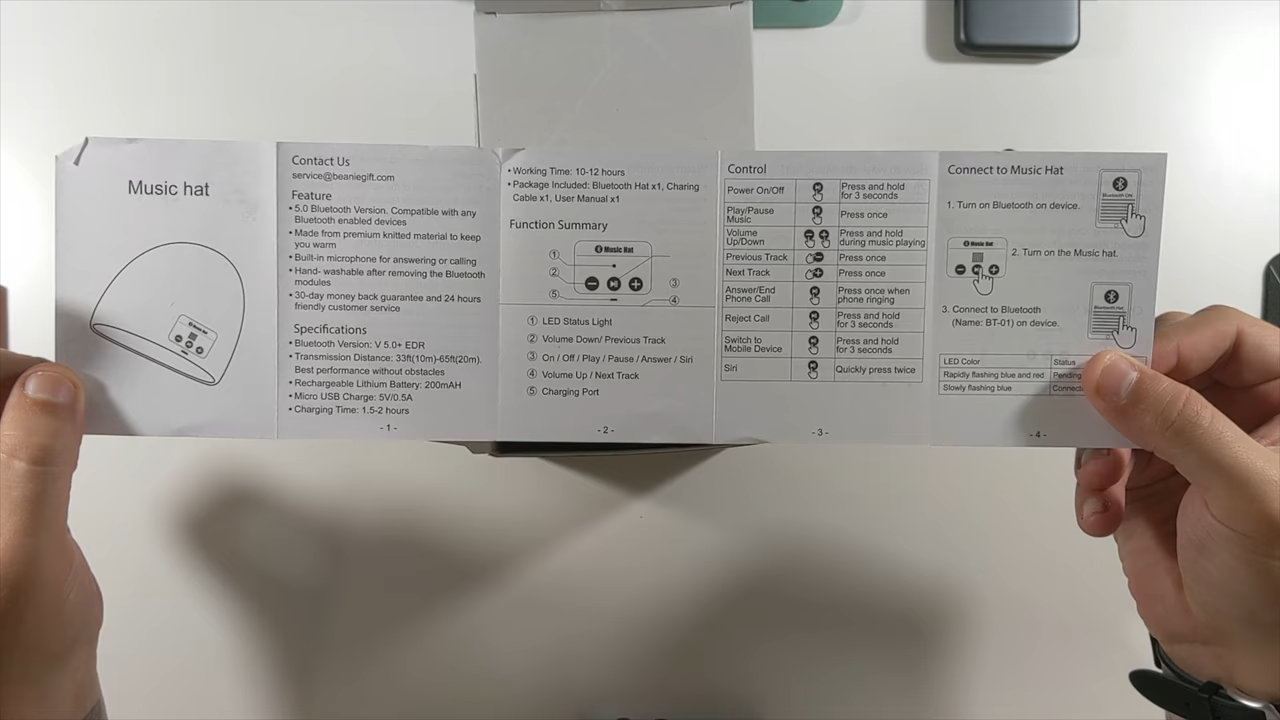 Music hat
Music Hat
Contact Us
service@beaniegift.com
Feature
• 5.0 Bluetooth Version. Compatible with any
Bluetooth enabled devices
• Made from premium knitted material to keep
you warm
• Built-in microphone for answering or calling
• Hand- washable after removing the Bluetooth
modules
• 30-day money back guarantee and 24 hours
friendly customer service
Specifications
• Bluetooth Version: V 5.0+ EDR
• Transmission Distance: 33ft(10m)-65ft(20m).
Best performance without obstacles
• Rechargeable Lithium Battery: 200mAH
• Micro USB Charge: 5V/0.5A
• Charging Time: 1.5-2 hours
- 1 -
• Working Time: 10-12 hours
• Package Included: Bluetooth Hat x1, Charing
Cable x1, User Manual x1
Function Summary
Music Hat
①
②
③
⑤
④
① LED Status Light
② Volume Down/ Previous Track
③ On / Off / Play / Pause / Answer / Siri
④ Volume Up / Next Track
⑤ Charging Port
- 2 -
Control
Power On/Off Press and hold
for 3 seconds
Play/Pause
Music Press once
Volume
Up/Down Press and hold
during music playing
Previous Track Press once
Next Track Press once
Answer/End
Phone Call Press once when
phone ringing
Reject Call Press and hold
for 3 seconds
Switch to
Mobile Device Press and hold
for 3 seconds
Siri Quickly press twice
- 3 -
Connect to Music Hat
1. Turn on Bluetooth on device.
Bluetooth ON
Music Hat
2. Turn on the Music hat.
3. Connect to Bluetooth
(Name: BT-01) on device.
Bluetooth Hat
LED Color Status
Rapidly flashing blue and red Pending
Slowly flashing blue
- 4 -